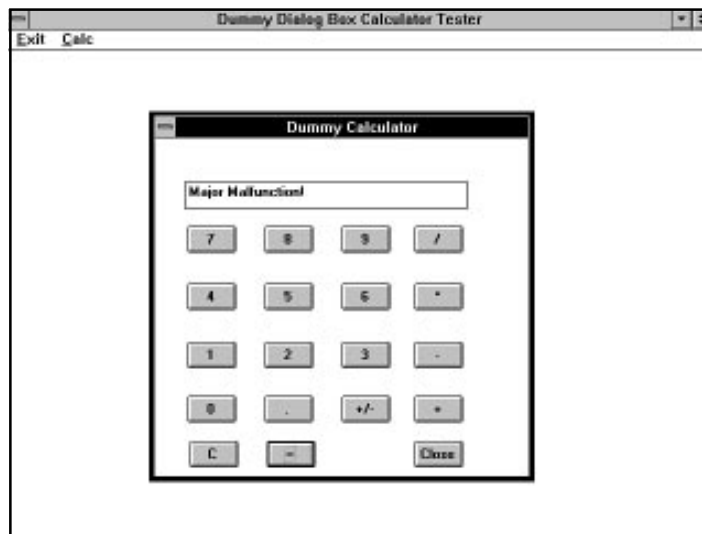 Dummy Dialog Box Calculator Tester
Exit Calc
Dummy Calculator
Major Malfunction!
7 8 9 /
4 5 6 *
1 2 3 -
0 . +/- +
C = Close